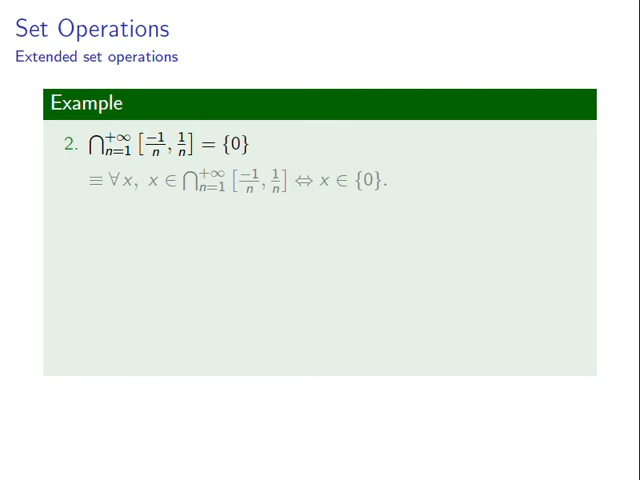 Set Operations
Extended set operations
Example
2. ⋂_{n=1}^{+∞} [−1/n, 1/n] = {0}
≡ ∀x, x ∈ ⋂_{n=1}^{+∞} [−1/n, 1/n] ⇔ x ∈ {0}.